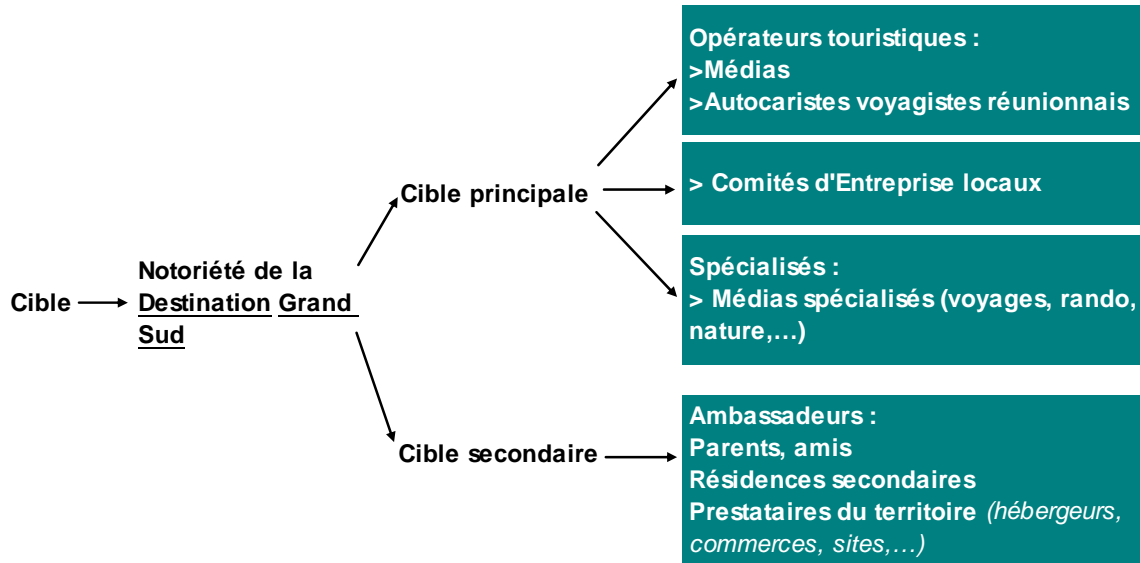 Opérateurs touristiques :
>Médias
>Autocaristes voyagistes réunionnais
Cible principale
> Comités d'Entreprise locaux
Spécialisés :
> Médias spécialisés (voyages, rando,
nature,…)
Cible
Notoriété de la
Destination Grand
Sud
Cible secondaire
Ambassadeurs :
Parents, amis
Résidences secondaires
Prestataires du territoire (hébergeurs,
commerces, sites,…)